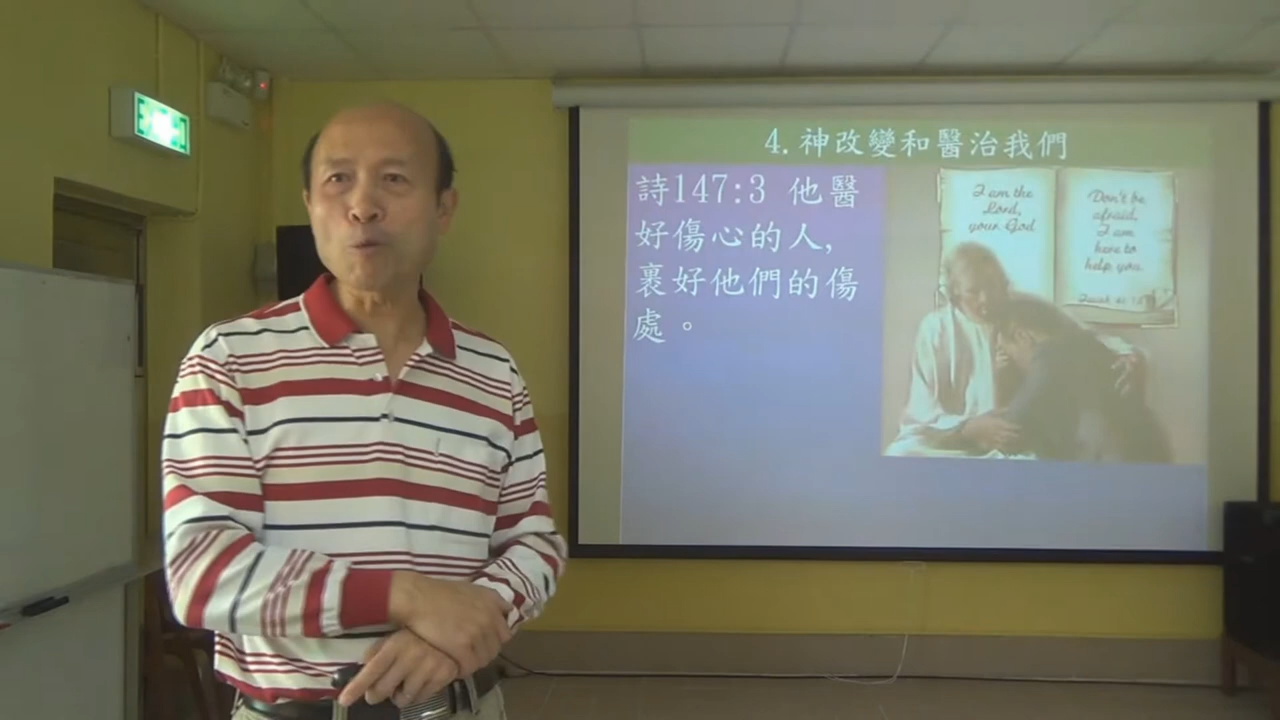 4.神改變和醫治我們
詩147:3 他醫
好傷心的人,
裹好他們的傷
處。
I am the
Lord,
your God
Don't be
afraid,
I am
here to
help you.